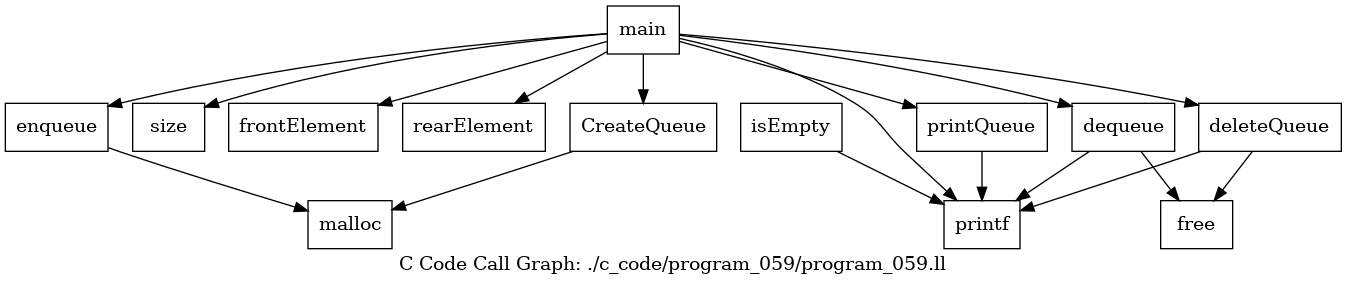 main
enqueue
size
frontElement
rearElement
CreateQueue
isEmpty
printQueue
dequeue
deleteQueue
malloc
printf
free
C Code Call Graph: ./c_code/program_059/program_059.ll